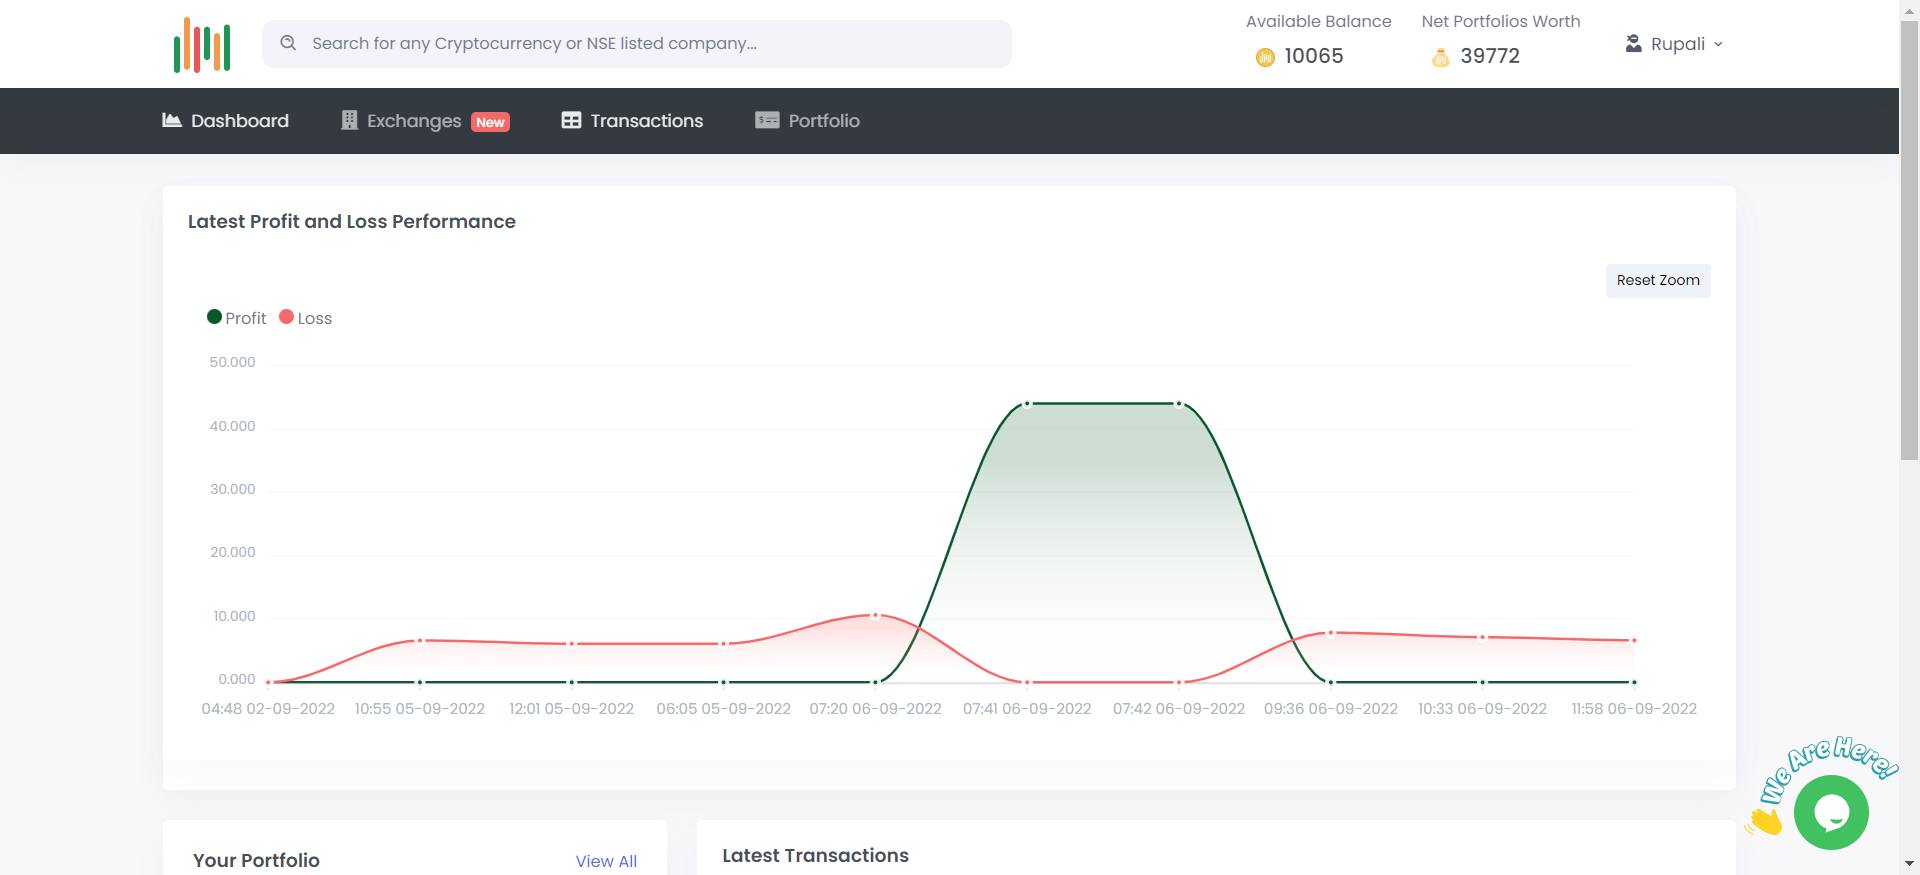 Search for any Cryptocurrency or NSE listed company...
Available Balance
10065
Net Portfolios Worth
39772
Rupali
Dashboard
Exchanges New
Transactions
Portfolio
Latest Profit and Loss Performance
Reset Zoom
Profit
Loss
50.000
40.000
30.000
20.000
10.000
0.000
04:48 02-09-2022
10:55 05-09-2022
12:01 05-09-2022
06:05 05-09-2022
07:20 06-09-2022
07:41 06-09-2022
07:42 06-09-2022
09:36 06-09-2022
10:33 06-09-2022
11:58 06-09-2022
We Are Here!
Your Portfolio
View All
Latest Transactions